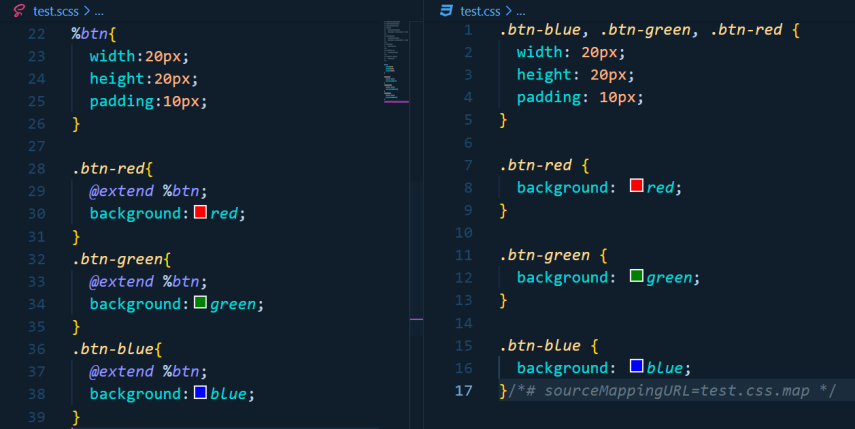 test.scss > ...
22 %btn{
23 width:20px;
24 height:20px;
25 padding:10px;
26 }
27
28 .btn-red{
29 @extend %btn;
30 background:red;
31 }
32 .btn-green{
33 @extend %btn;
34 background:green;
35 }
36 .btn-blue{
37 @extend %btn;
38 background:blue;
39 }
test.css > ...
1 .btn-blue, .btn-green, .btn-red {
2 width: 20px;
3 height: 20px;
4 padding: 10px;
5 }
6
7 .btn-red {
8 background: red;
9 }
10
11 .btn-green {
12 background: green;
13 }
14
15 .btn-blue {
16 background: blue;
17 }/*# sourceMappingURL=test.css.map */